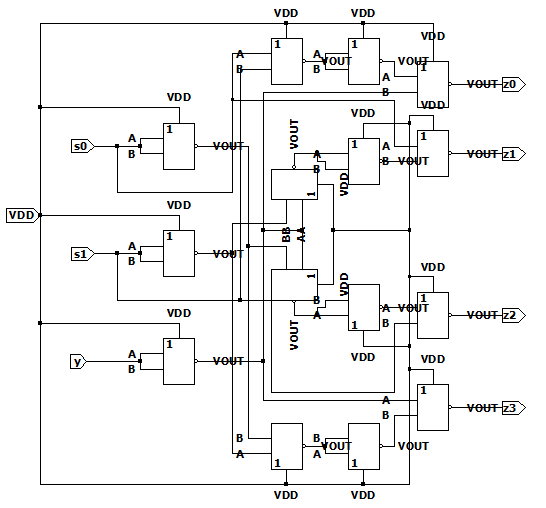 VDD VDD
1 A 1 VOUT VDD
A VOUT 1
B B A VOUT z0
B
VDD VDD VDD
VOUT
s0 A 1 VOUT A 1 A 1 VOUT z1
B B B VOUT
1 VDD
VDD
VDD
BB AA
s1 A 1 VOUT
B
1 VDD VDD
B A VOUT 1 VOUT z2
VDD A 1 B
VOUT
y A 1 VOUT VDD VDD
B
1
A VOUT z3
B
B B VOUT
A 1 VOUT A 1
VDD VDD